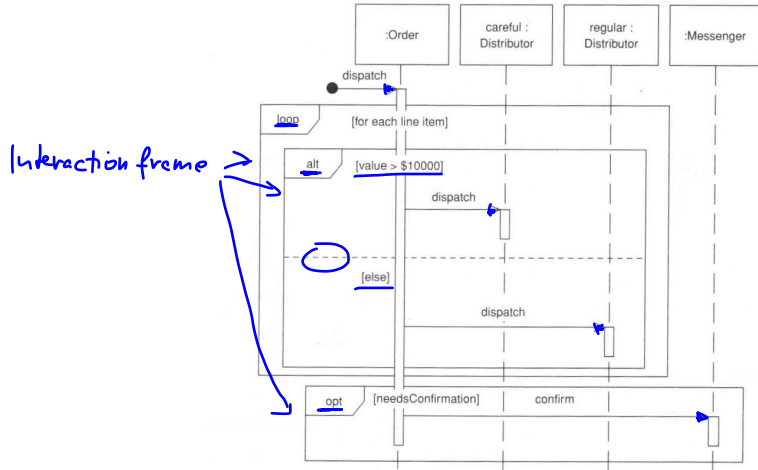 :Order
careful :
Distributor
regular :
Distributor
:Messenger
dispatch
loop
[for each line item]
Interaction frame
alt
[value > $10000]
dispatch
[else]
dispatch
opt
[needsConfirmation]
confirm